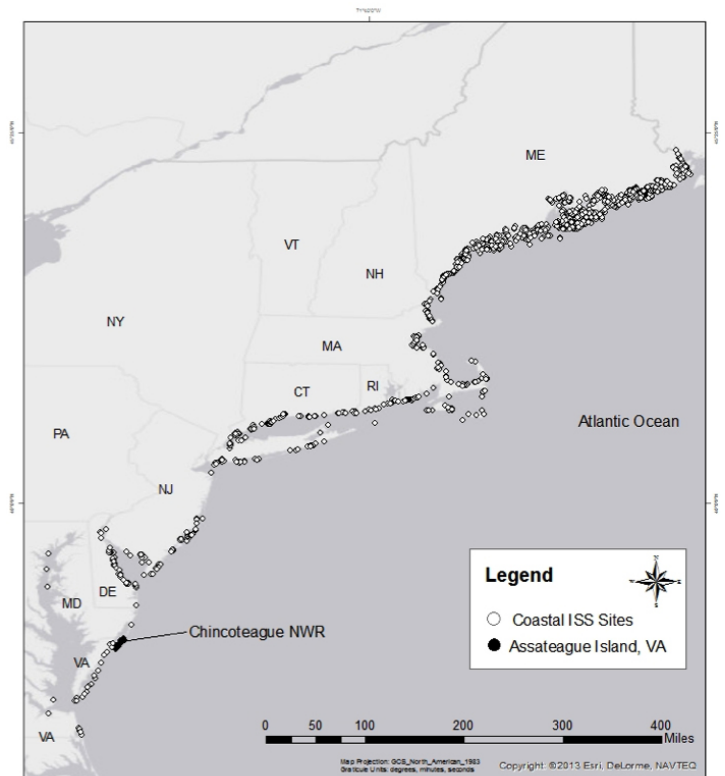 ME
VT
NH
NY
MA
CT
RI
Atlantic Ocean
PA
NJ
Legend
Coastal ISS Sites
Assateague Island, VA
DE
MD
Chincoteague NWR
VA
VA
0 50 100 200 300 400
Miles
Map Projection: GCS_North_American_1983
Graticule Units: degrees, minutes, seconds
Copyright: ©2013 Esri, DeLorme, NAVTEQ